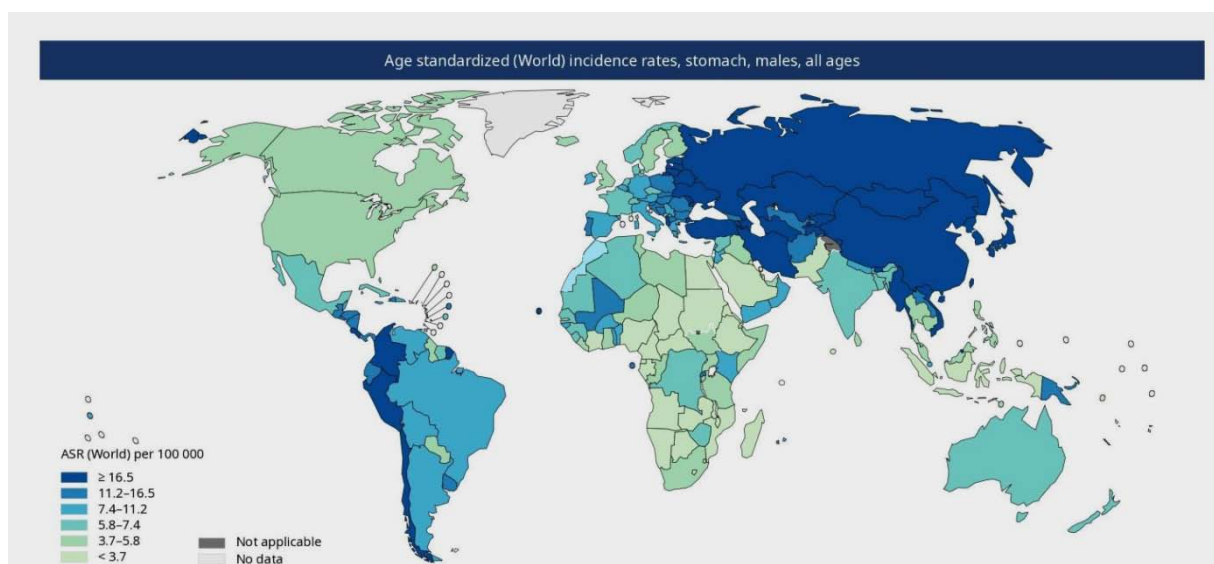 Age standardized (World) incidence rates, stomach, males, all ages
ASR (World) per 100 000
≥ 16.5
11.2–16.5
7.4–11.2
5.8–7.4
3.7–5.8
< 3.7
Not applicable
No data